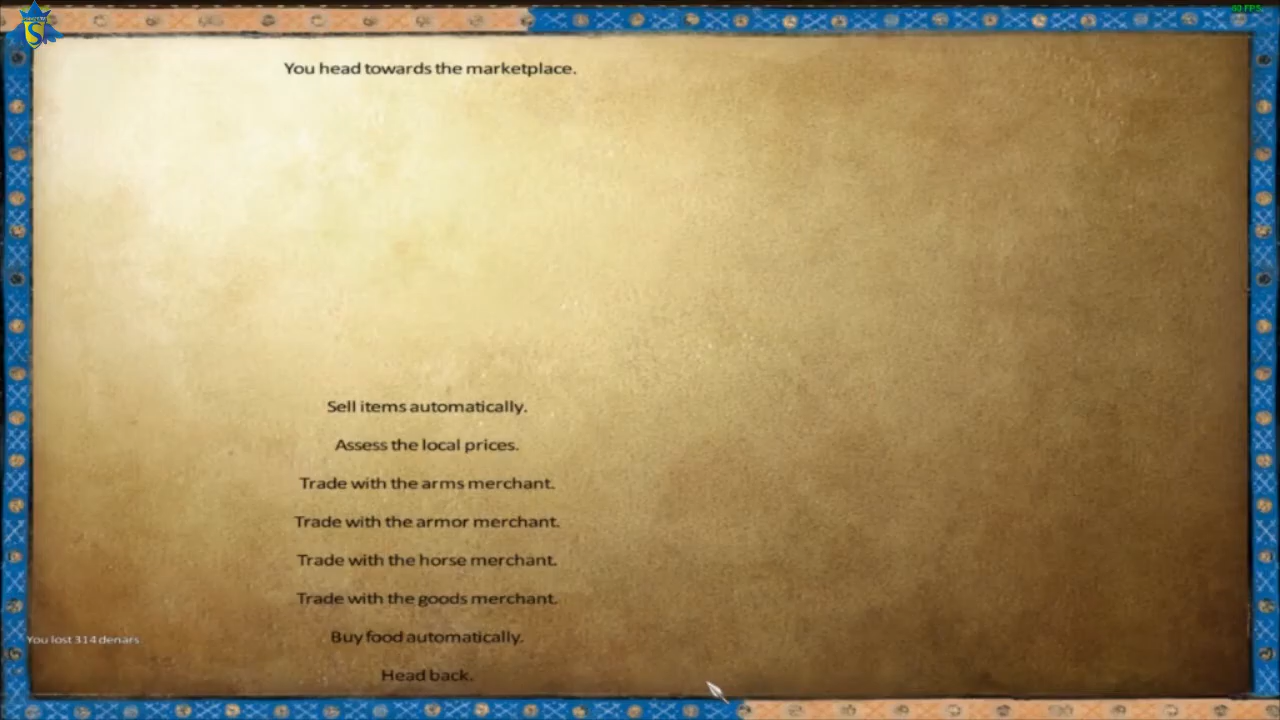 60 FPS
You head towards the marketplace.
Sell items automatically.
Assess the local prices.
Trade with the arms merchant.
Trade with the armor merchant.
Trade with the horse merchant.
Trade with the goods merchant.
You lost 314 denars
Buy food automatically.
Head back.